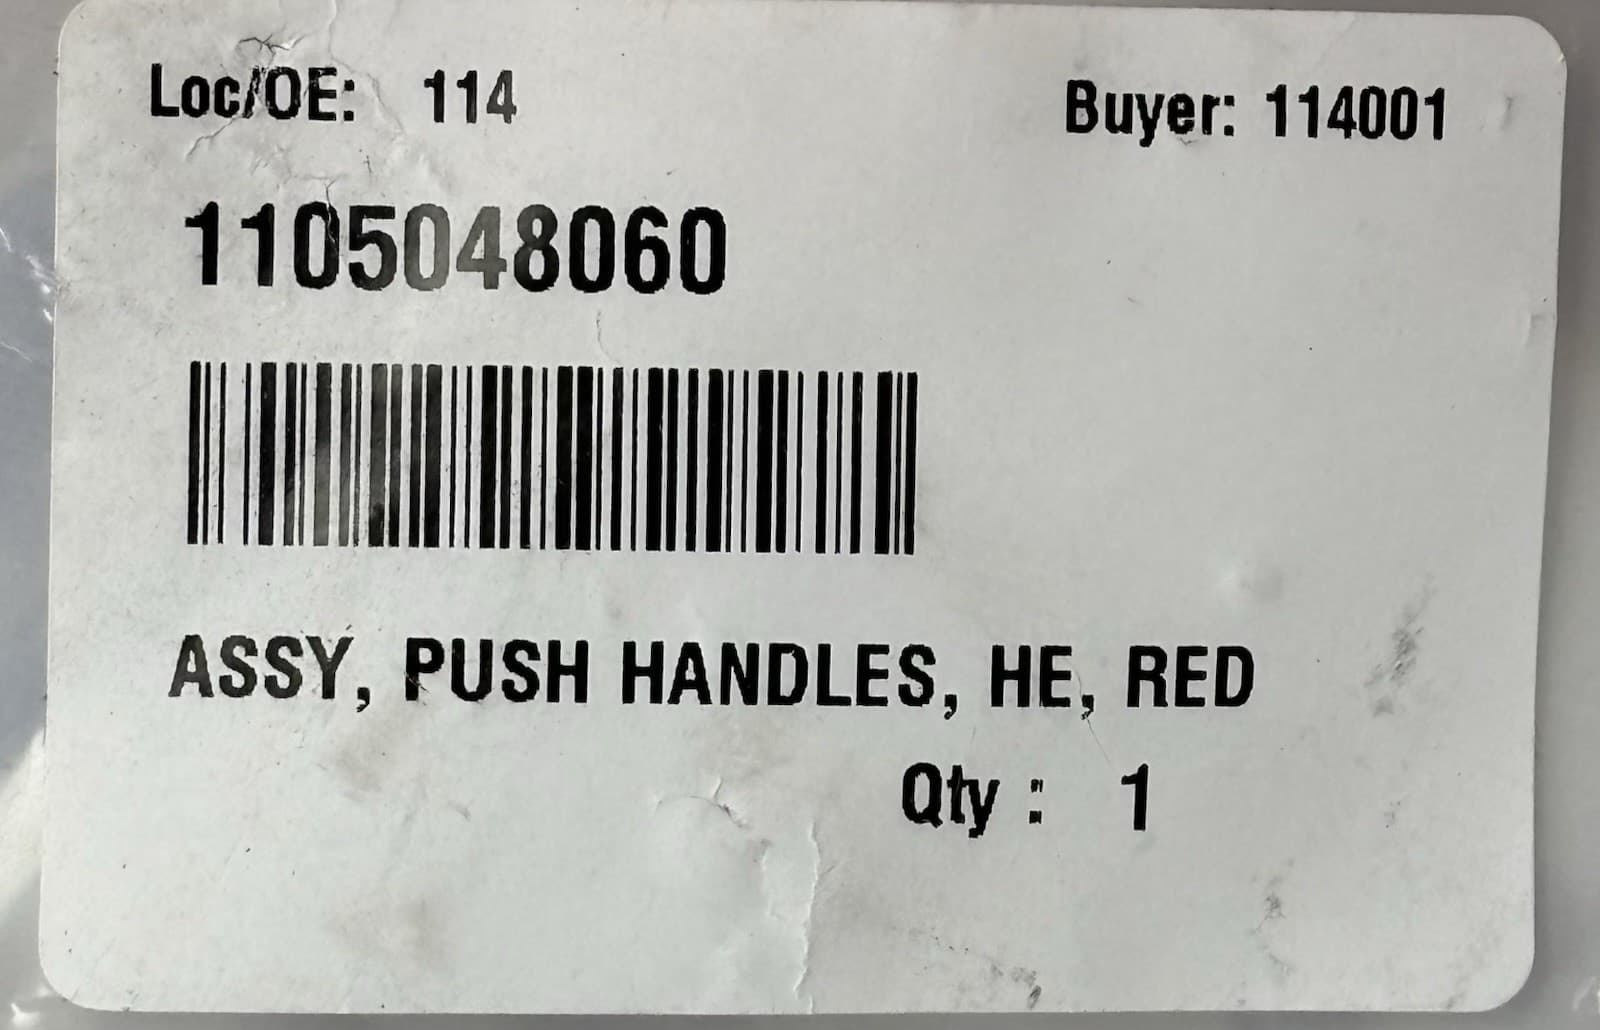 Loc/OE: 114
Buyer: 114001
1105048060
ASSY, PUSH HANDLES, HE, RED
Qty : 1